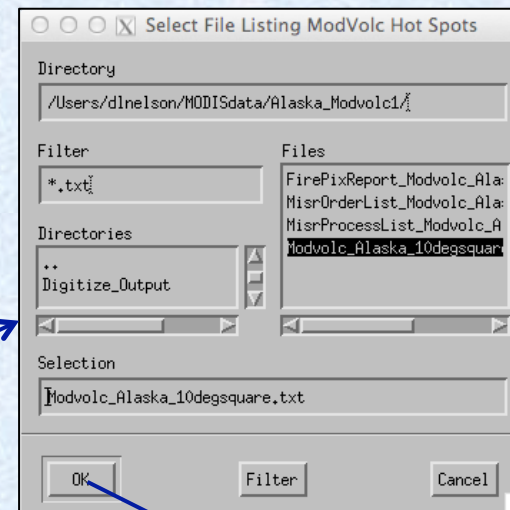 Select File Listing ModVolc Hot Spots
Directory
/Users/dlnelson/MODISdata/Alaska_Modvolc1/
Filter
*.txt
Files
FirePixReport_Modvolc_Ala
MisrOrderList_Modvolc_Ala
MisrProcessList_Modvolc_A
Modvolc_Alaska_10degsquar
Directories
..
Digitize_Output
Selection
Modvolc_Alaska_10degsquare.txt
OK
Filter
Cancel